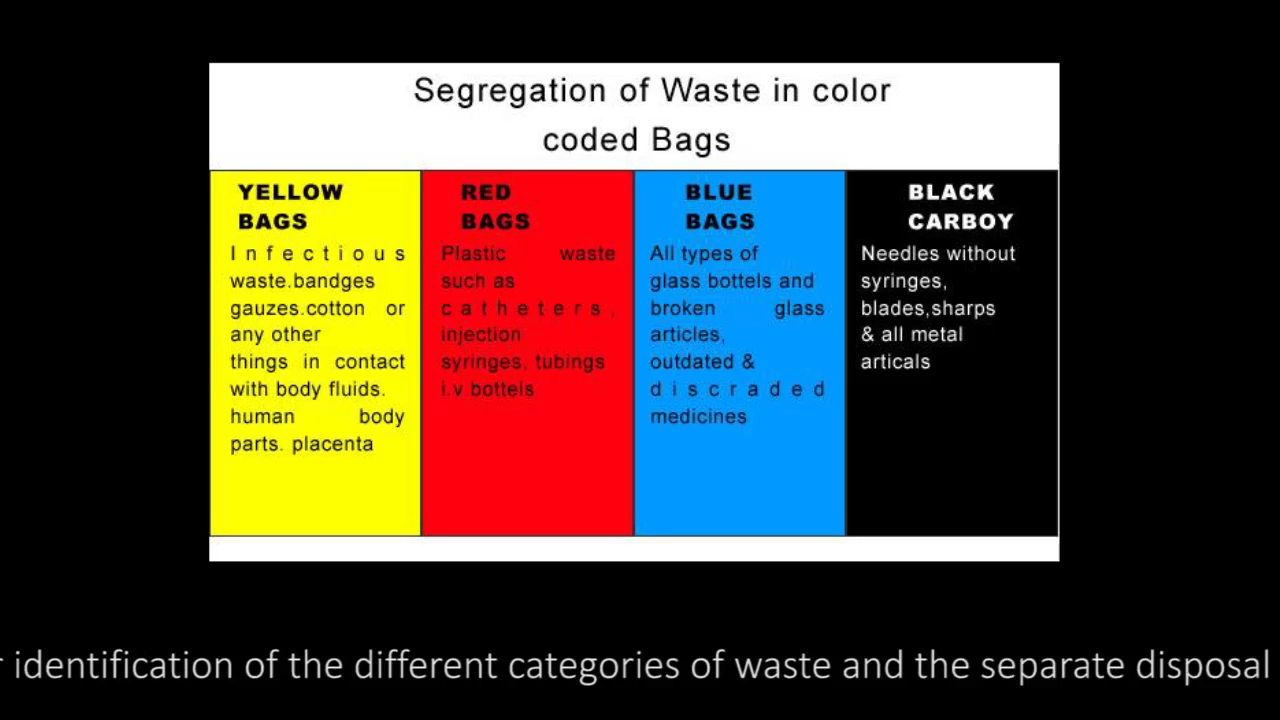 Segregation of Waste in color
coded Bags
YELLOW
BAGS
Infectious
waste.bandges
gauzes.cotton or
any other
things in contact
with body fluids.
human body
parts. placenta
RED
BAGS
Plastic waste
such as
catheters,
injection
syringes, tubings
i.v.bottels
BLUE
BAGS
All types of
glass bottels and
broken glass
articles,
outdated &
discraded
medicines
BLACK
CARBOY
Needles without
syringes,
blades,sharps
& all metal
articals
identification of the different categories of waste and the separate disposal